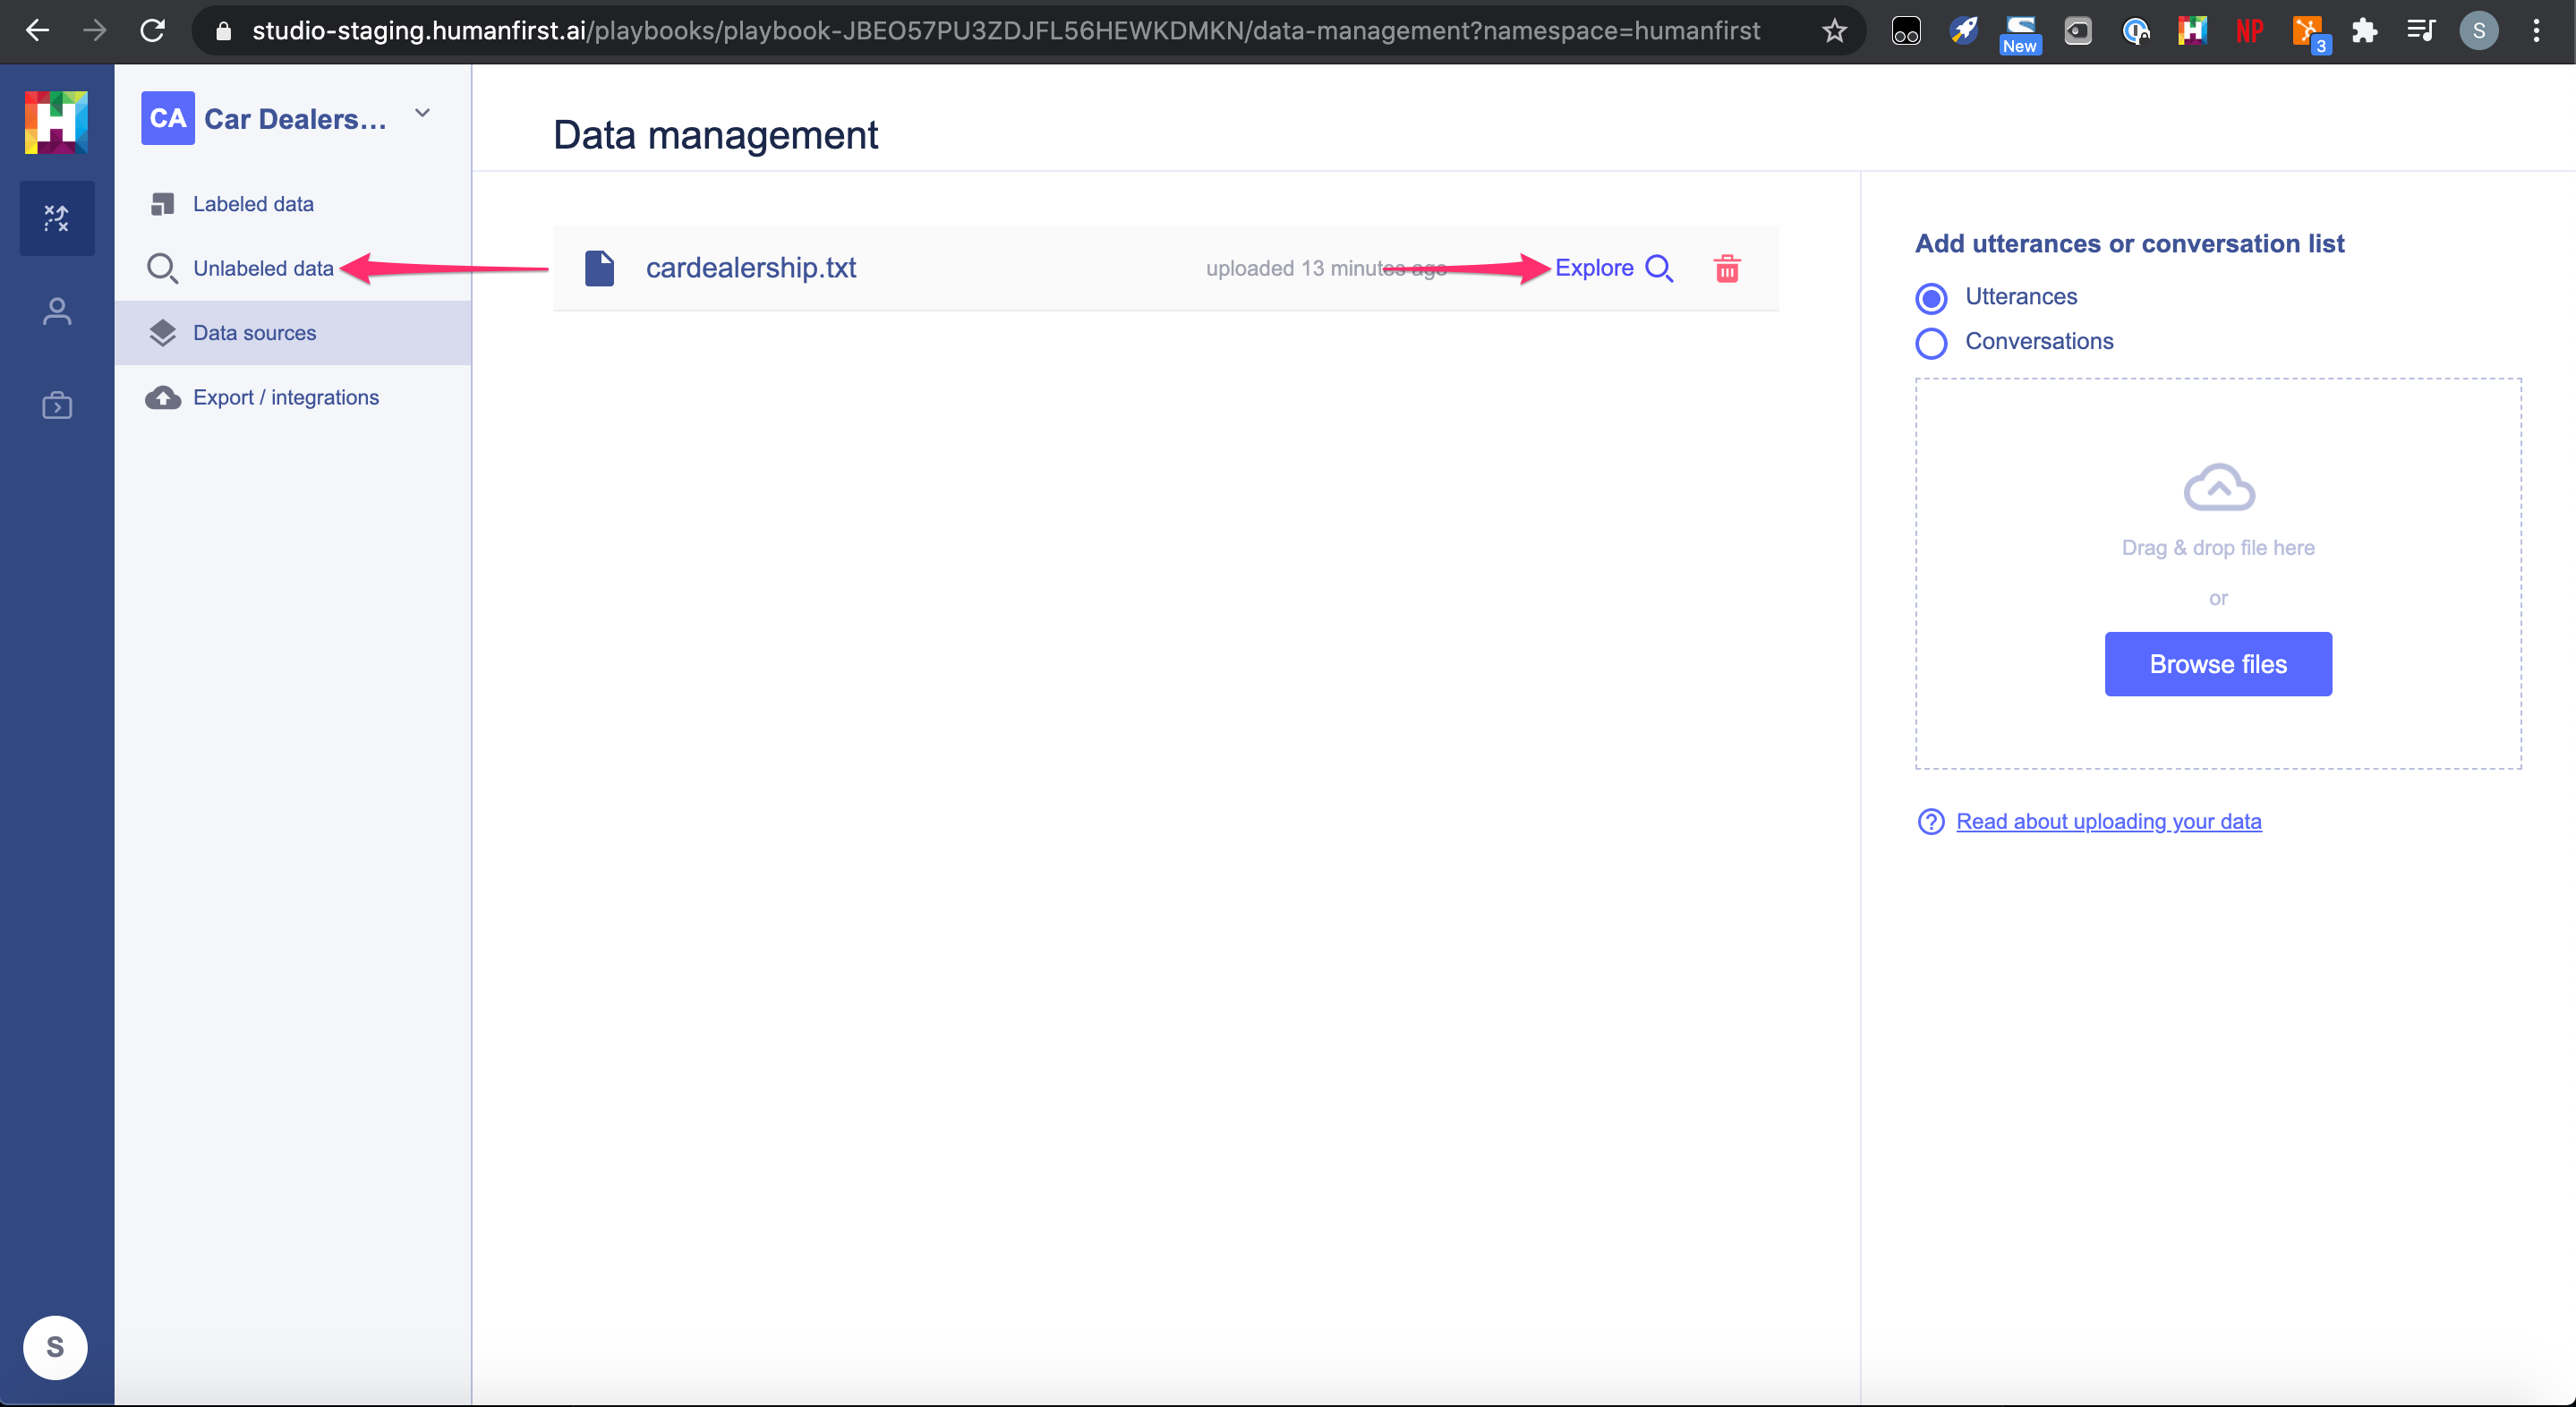 studio-staging.humanfirst.ai/playbooks/playbook-JBEO57PU3ZDJFL56HEWKDMKN/data-management?namespace=humanfirst
New
NP
3
S
H
CA Car Dealers...
Labeled data
Unlabeled data
Data sources
Export / integrations
S
Data management
cardealership.txt
uploaded 13 minutes ago
Explore
Add utterances or conversation list
Utterances
Conversations
Drag & drop file here
or
Browse files
? Read about uploading your data